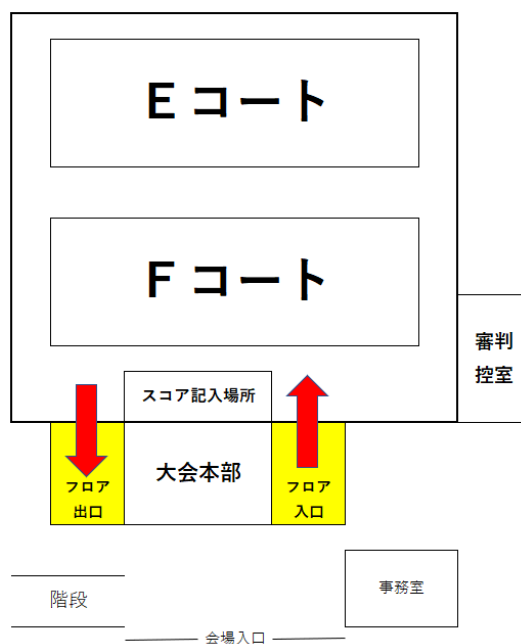 Ｅコート
Ｆコート
審判
控室
スコア記入場所
大会本部
フロア
出口
フロア
入口
事務室
階段
会場入口